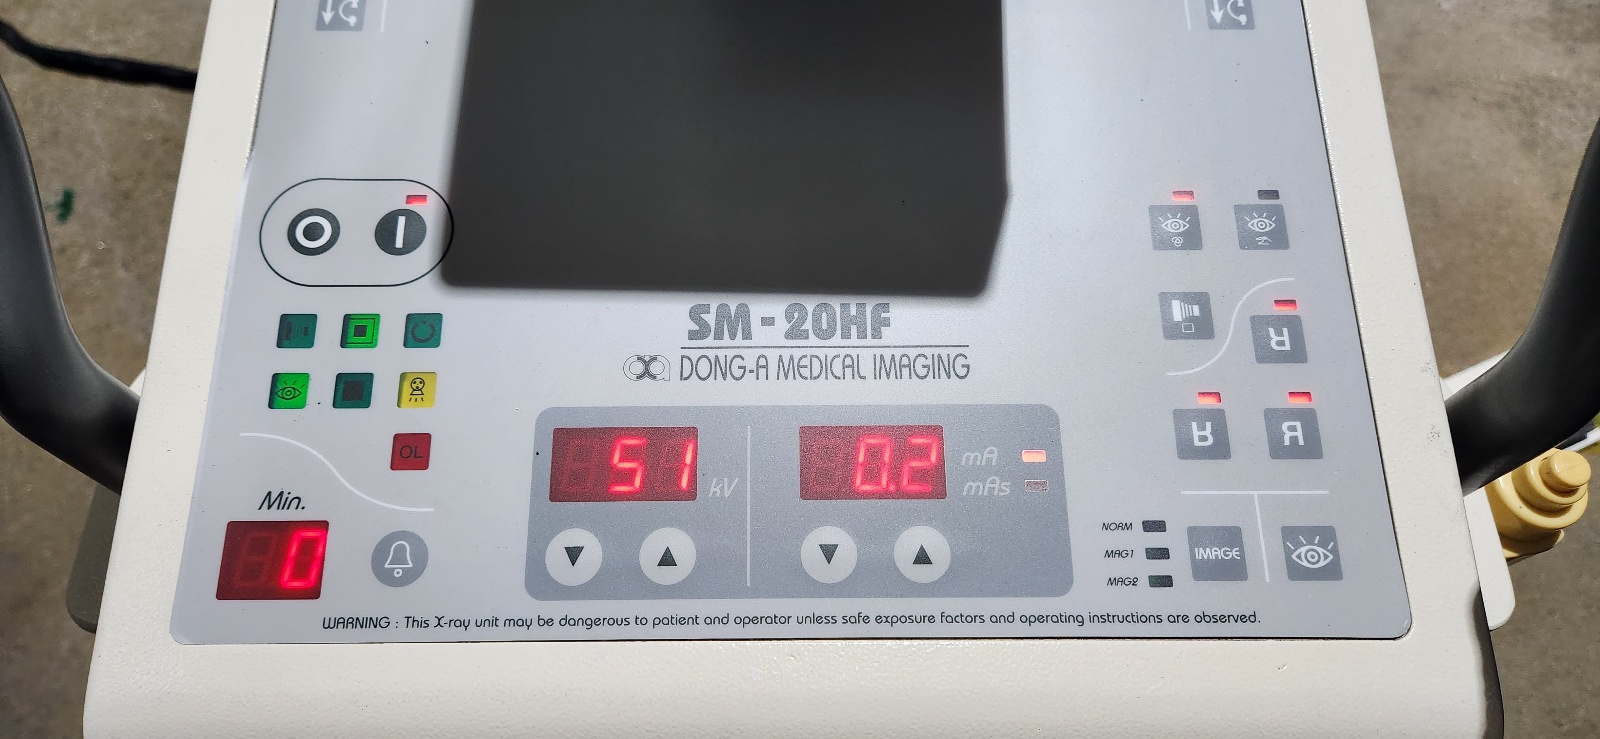 SM-20HF
DONG-A MEDICAL IMAGING
OL
Min.
0
51 kV
0.2 mA
mAs
R
R
R
NORM
MAG1
MAG2
IMAGE
WARNING : This X-ray unit may be dangerous to patient and operator unless safe exposure factors and operating instructions are observed.